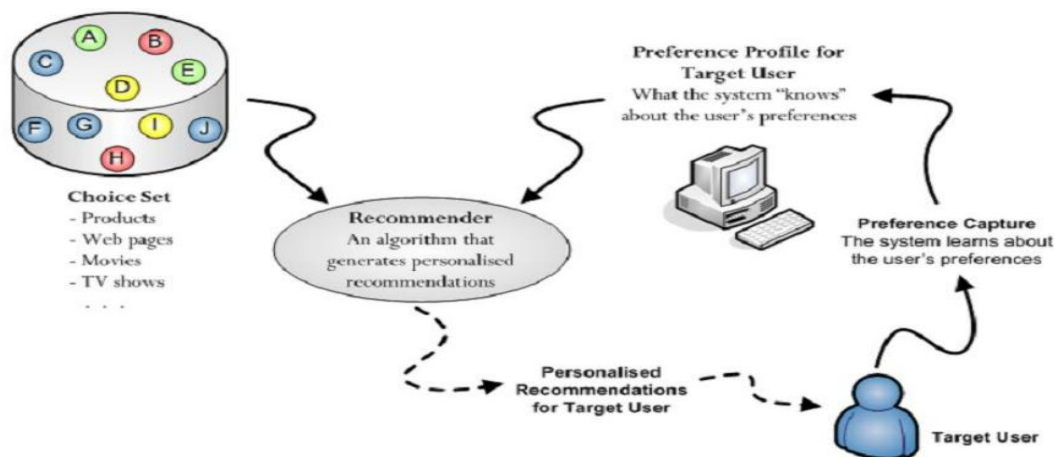 A
B
C
E
D
F
G
I
J
H
Choice Set
- Products
- Web pages
- Movies
- TV shows
. . .
Preference Profile for
Target User
What the system "knows"
about the user's preferences
Recommender
An algorithm that
generates personalised
recommendations
Preference Capture
The system learns about
the user's preferences
Personalised
Recommendations
for Target User
Target User